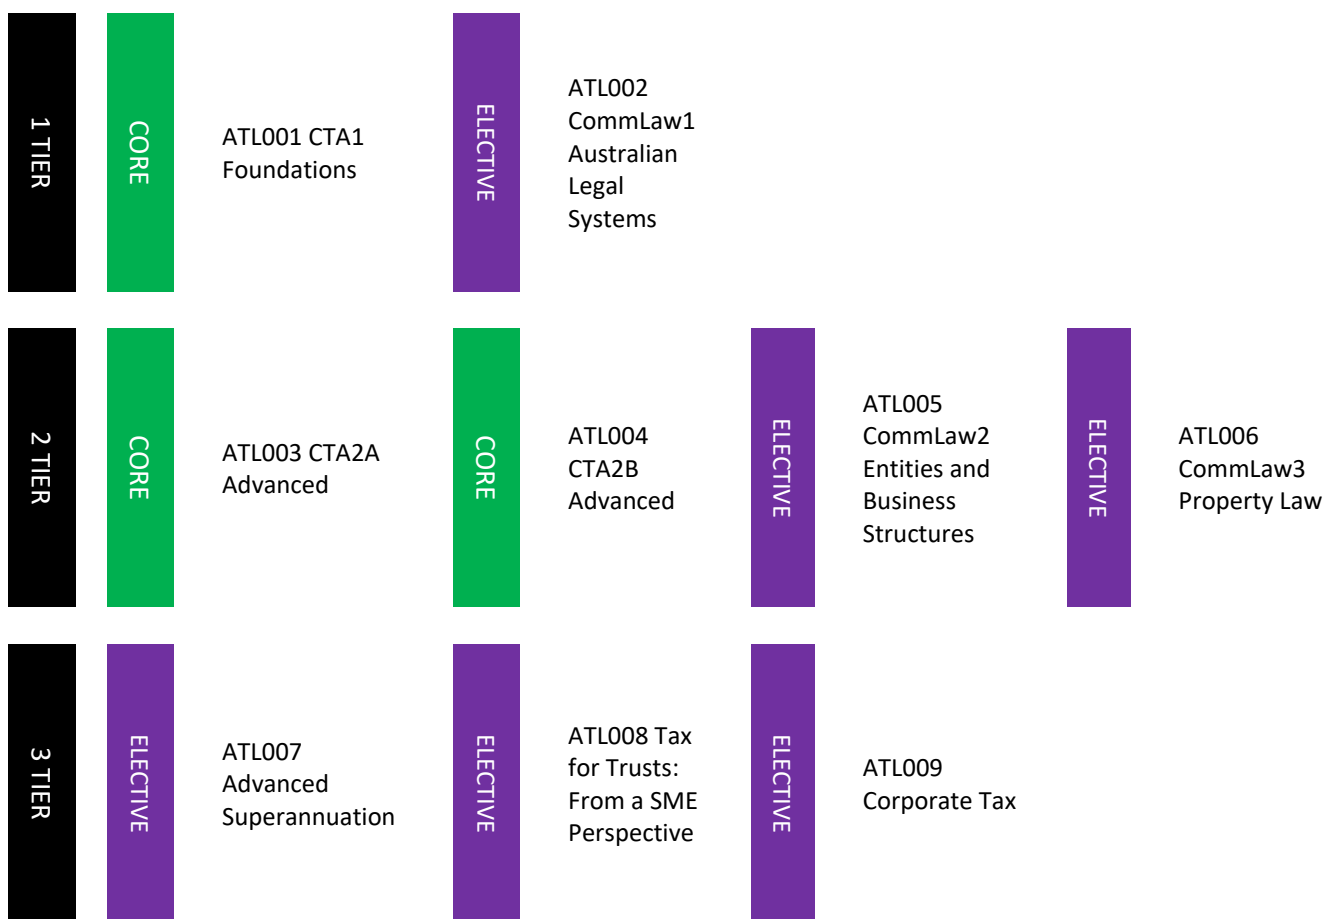 1 TIER
CORE
ATL001 CTA1
Foundations
ELECTIVE
ATL002
CommLaw1
Australian
Legal
Systems
2 TIER
CORE
ATL003 CTA2A
Advanced
CORE
ATL004
CTA2B
Advanced
ELECTIVE
ATL005
CommLaw2
Entities and
Business
Structures
ELECTIVE
ATL006
CommLaw3
Property Law
3 TIER
ELECTIVE
ATL007
Advanced
Superannuation
ELECTIVE
ATL008 Tax
for Trusts:
From a SME
Perspective
ELECTIVE
ATL009
Corporate Tax